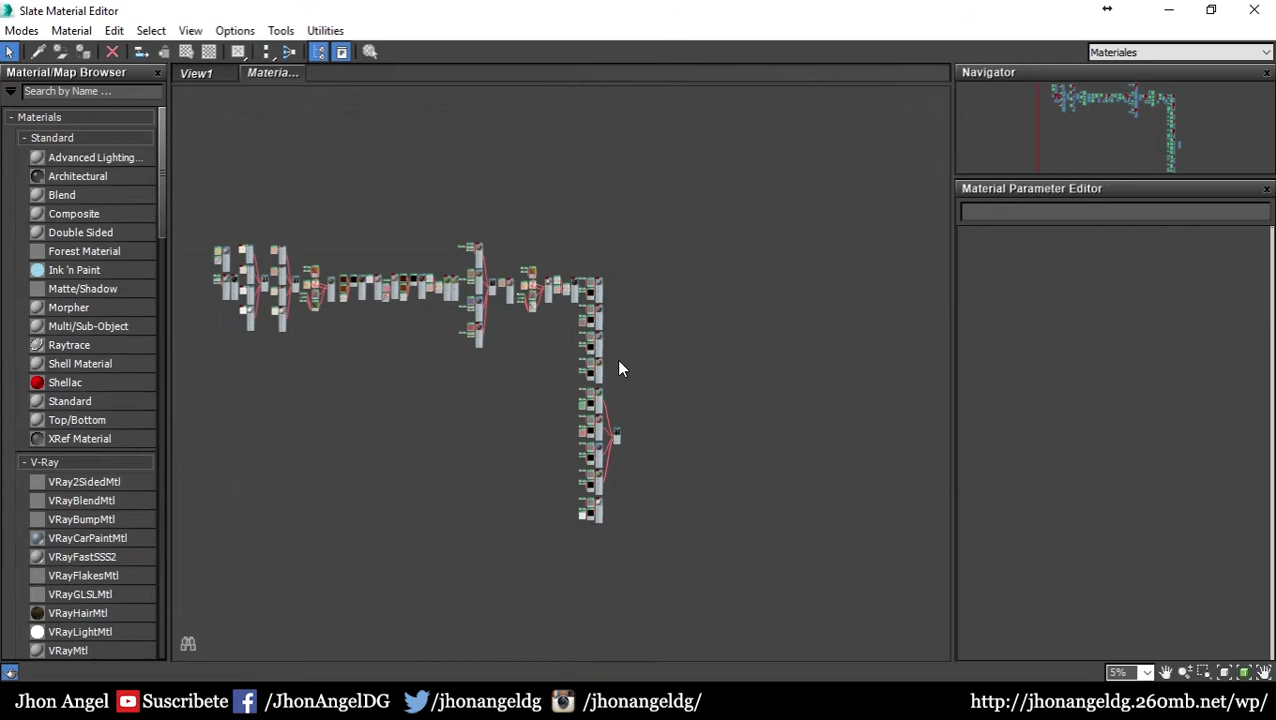 Slate Material Editor
Modes Material Edit Select View Options Tools Utilities
Materiales
Material/Map Browser
View1 Materia...
Navigator
Search by Name ...
- Materials
- Standard
Advanced Lighting...
Architectural
Blend
Composite
Double Sided
Forest Material
Ink 'n Paint
Matte/Shadow
Morpher
Multi/Sub-Object
Raytrace
Shell Material
Shellac
Standard
Top/Bottom
XRef Material
- V-Ray
VRay2SidedMtl
VRayBlendMtl
VRayBumpMtl
VRayCarPaintMtl
VRayFastSSS2
VRayFlakesMtl
VRayGLSLMtl
VRayHairMtl
VRayLightMtl
VRayMtl
Material Parameter Editor
5%
Jhon Angel Suscribete /JhonAngelDG /jhonangeldg /jhonangeldg/ http://jhonangeldg.260mb.net/wp/